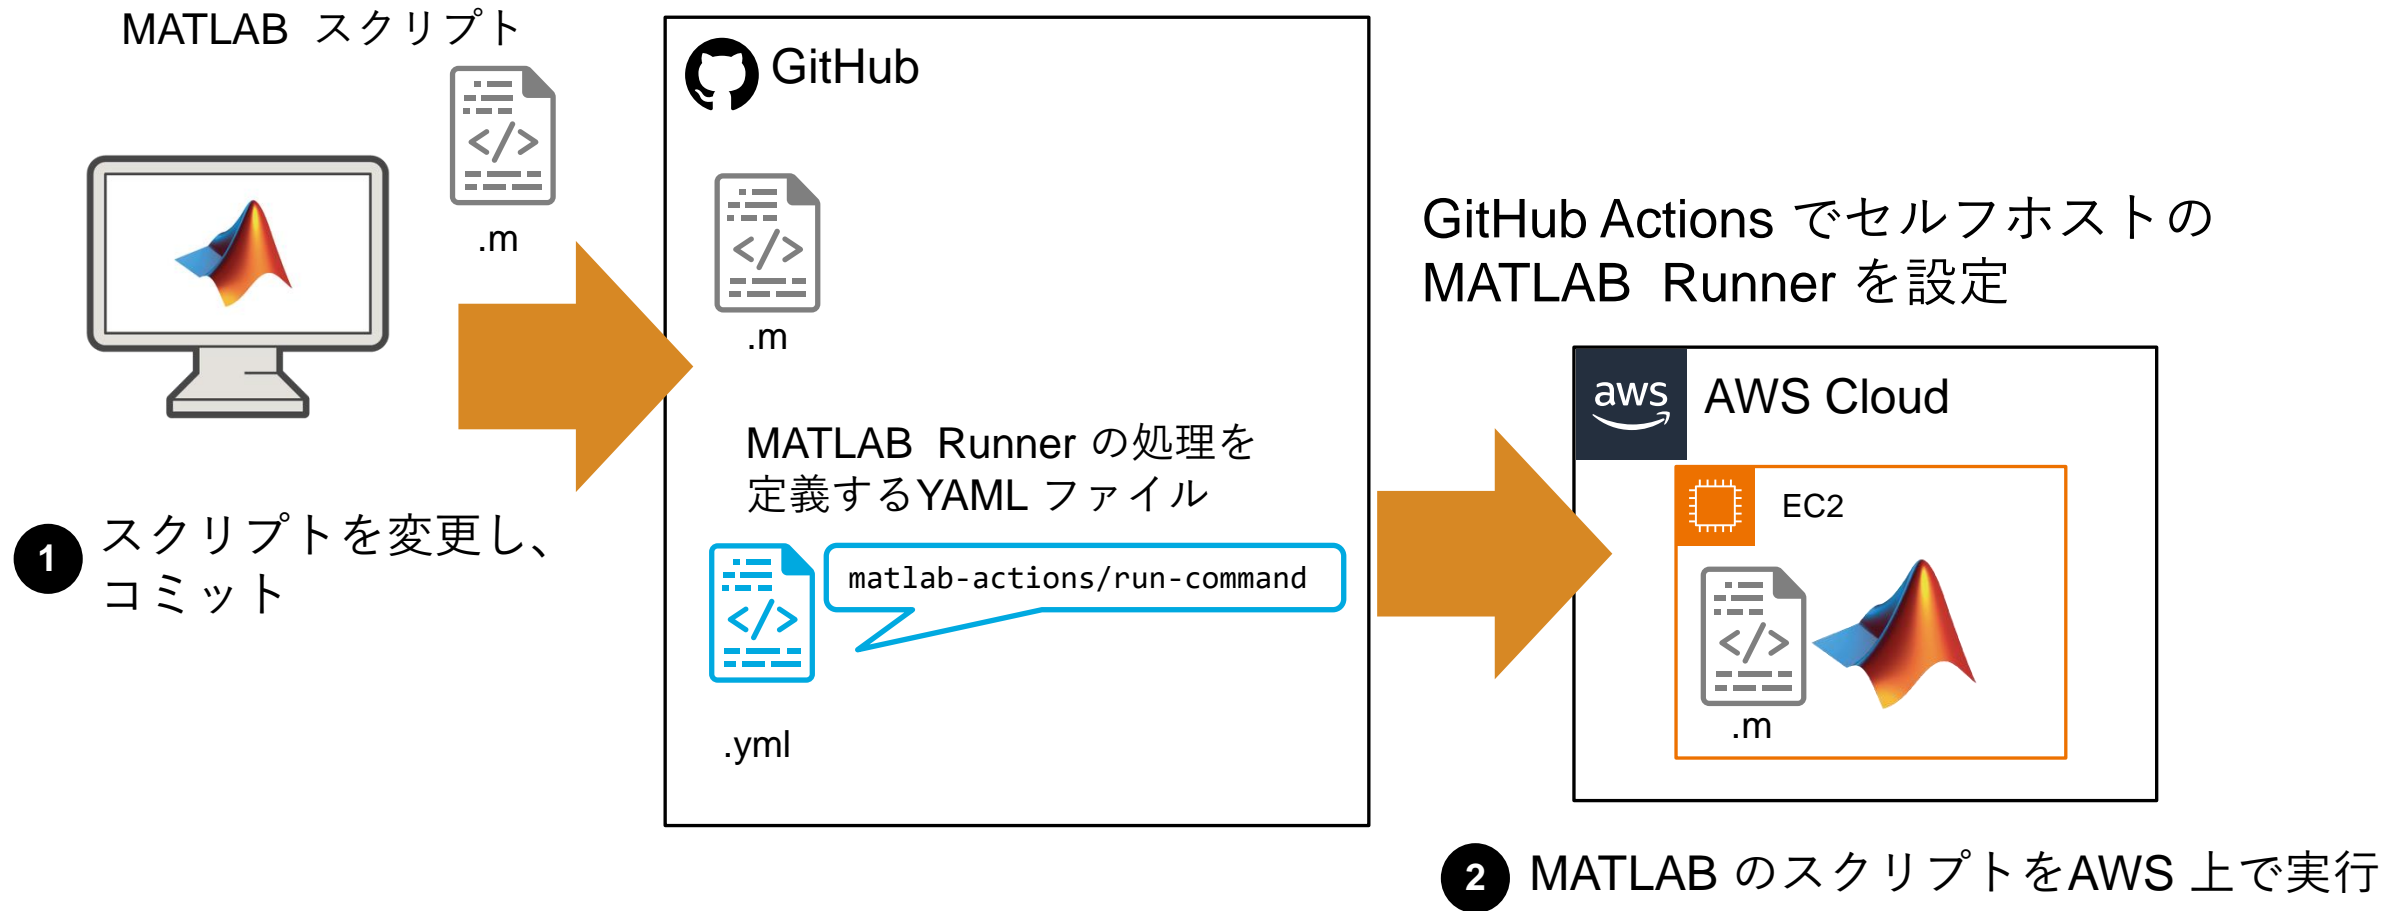 MATLAB スクリプト
.m
1 スクリプトを変更し、
コミット
GitHub
.m
MATLAB Runner の処理を
定義するYAML ファイル
matlab-actions/run-command
.yml
GitHub Actions でセルフホストの
MATLAB Runner を設定
aws AWS Cloud
EC2
.m
2 MATLAB のスクリプトをAWS 上で実行